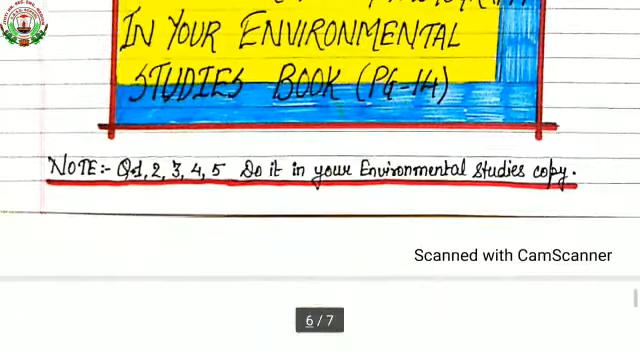 IN YOUR ENVIRONMENTAL
STUDIES BOOK (PG-14)
NOTE:- Q.1, 2, 3, 4, 5 Do it in your Environmental Studies copy.
Scanned with CamScanner
6 / 7